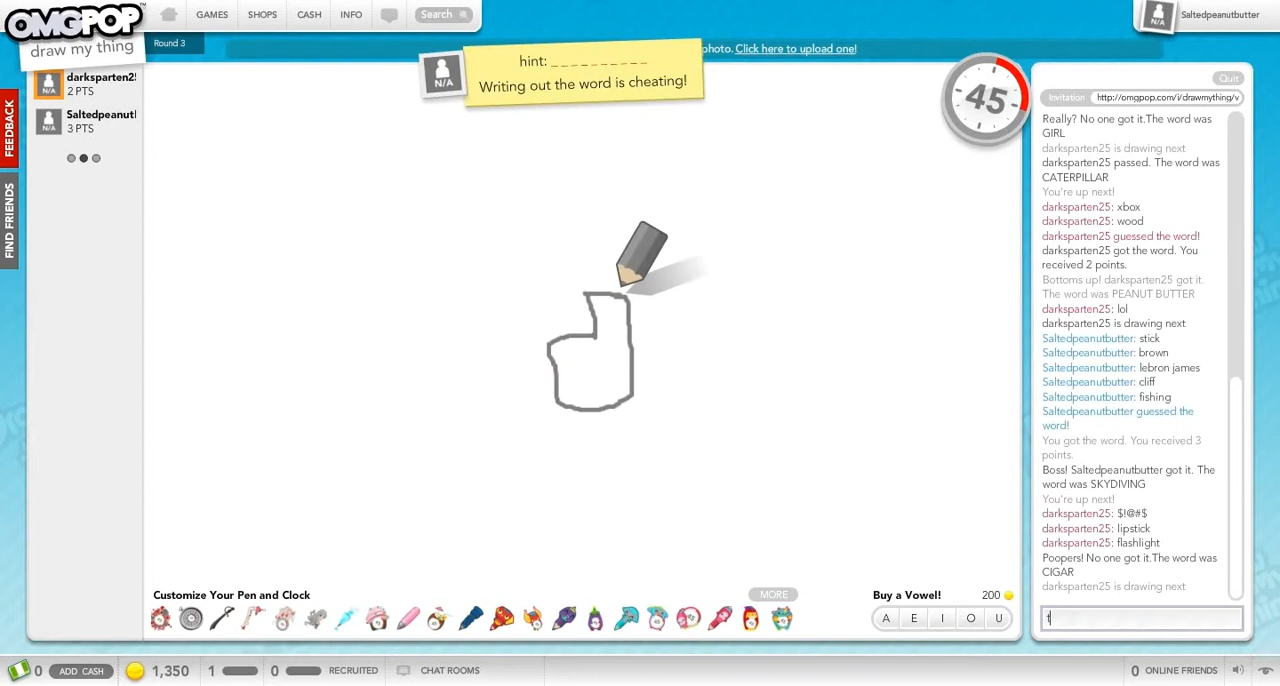 OMGPOP™
draw my thing
GAMES
SHOPS
CASH
INFO
Search
N/A
Saltedpeanutbutter
Round 3
photo. Click here to upload one!
N/A
hint: _ _ _ _ _ _ _ _ _ _
Writing out the word is cheating!
45
FEEDBACK
FIND FRIENDS
N/A
darksparten2
2 PTS
N/A
Saltedpeanutl
3 PTS
Quit
Invitation
http://omgpop.com/i/drawmything/v
Really? No one got it.The word was
GIRL
darksparten25 is drawing next
darksparten25 passed. The word was
CATERPILLAR
You're up next!
darksparten25: xbox
darksparten25: wood
darksparten25 guessed the word!
darksparten25 got the word. You
received 2 points.
Bottoms up! darksparten25 got it.
The word was PEANUT BUTTER
darksparten25: lol
darksparten25 is drawing next
Saltedpeanutbutter: stick
Saltedpeanutbutter: brown
Saltedpeanutbutter: lebron james
Saltedpeanutbutter: cliff
Saltedpeanutbutter: fishing
Saltedpeanutbutter guessed the
word!
You got the word. You received 3
points.
Boss! Saltedpeanutbutter got it. The
word was SKYDIVING
You're up next!
darksparten25: $!@#$
darksparten25: lipstick
darksparten25: flashlight
Poopers! No one got it.The word was
CIGAR
darksparten25 is drawing next
t
Customize Your Pen and Clock
MORE
Buy a Vowel!
200
A E I O U
0
ADD CASH
1,350
1
0
RECRUITED
CHAT ROOMS
0 ONLINE FRIENDS